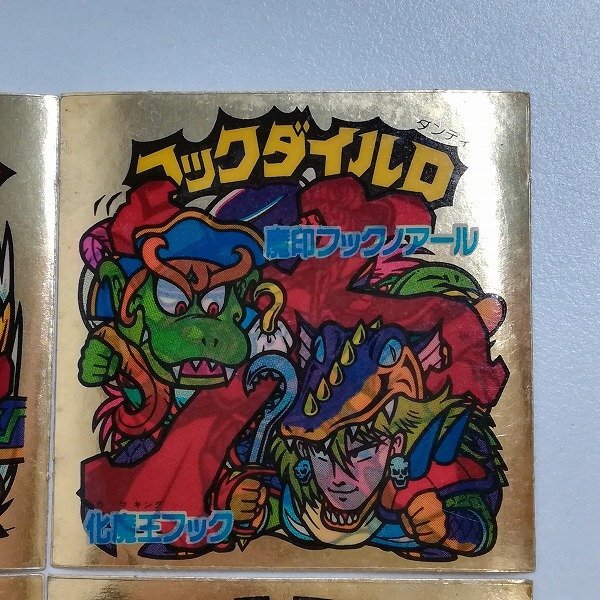 フックダイルロ
ダンディ
魔印フックノアール
化魔王フック